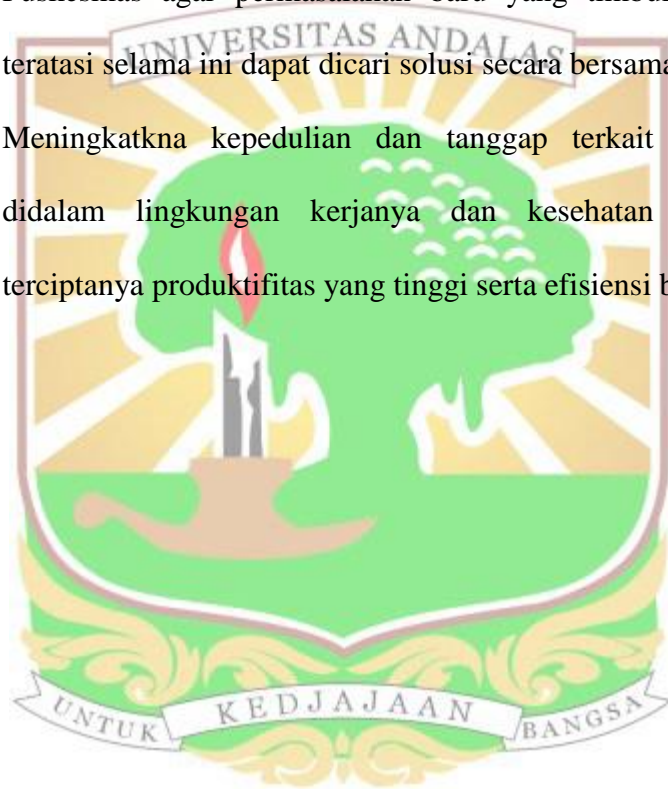 Puskesmas agar permasalahan baru yang
UNIVERSITAS ANDALAS
teratasi selama ini dapat dicari solusi secara bersama
Meningkatkna kepedulian dan tanggap terkait
didalam lingkungan kerjanya dan kesehatan
terciptanya produktifitas yang tinggi serta efisiensi
UNTUK KEDJAJAAN BANGSA